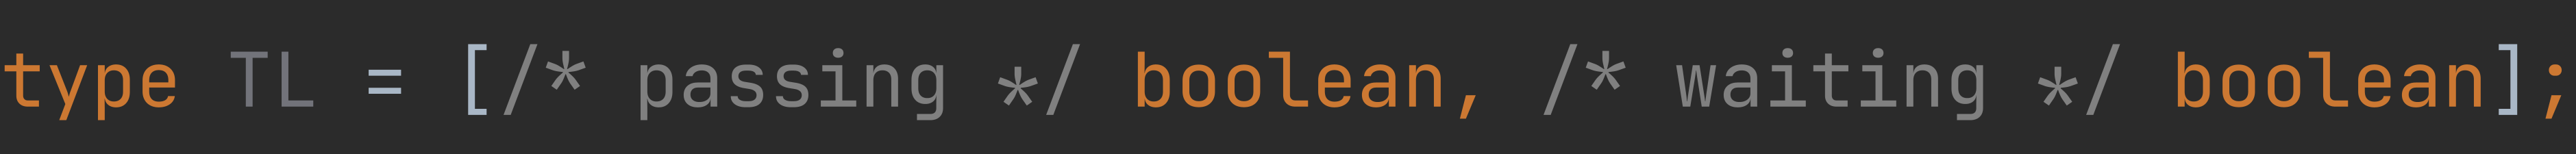 type TL = [/* passing */ boolean, /* waiting */ boolean];